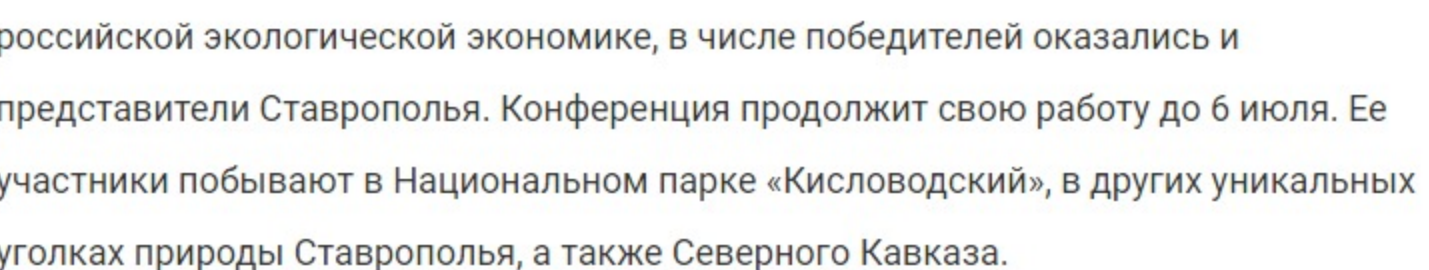 российской экологической экономике, в числе победителей оказались и
представители Ставрополья. Конференция продолжит свою работу до 6 июля. Ее
участники побывают в Национальном парке «Кисловодский», в других уникальных
уголках природы Ставрополья, а также Северного Кавказа.